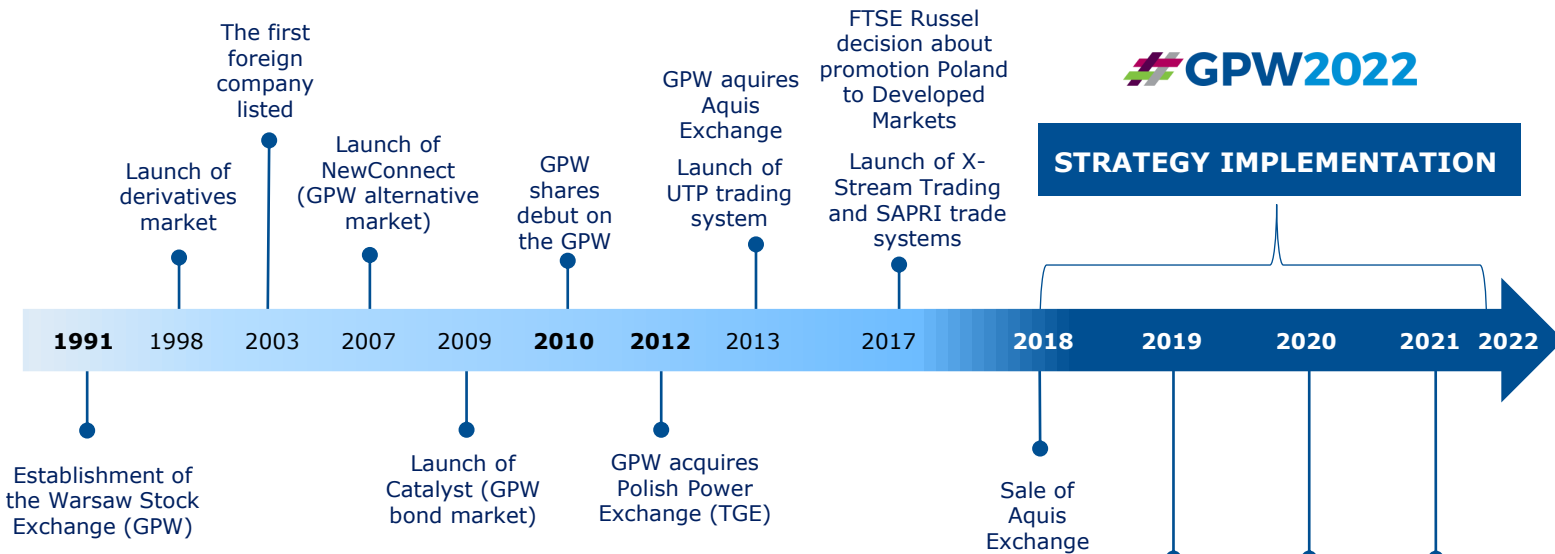 The first
foreign
company
listed
FTSE Russel
decision about
promotion Poland
to Developed
Markets
#GPW2022
GPW aquires
Aquis
Exchange
STRATEGY IMPLEMENTATION
Launch of
derivatives
market
Launch of
NewConnect
(GPW alternative
market)
GPW
shares
debut on
the GPW
Launch of
UTP trading
system
Launch of X-
Stream Trading
and SAPRI trade
systems
1991 1998 2003 2007 2009 2010 2012 2013 2017 2018 2019 2020 2021 2022
Establishment of
the Warsaw Stock
Exchange (GPW)
Launch of
Catalyst (GPW
bond market)
GPW acquires
Polish Power
Exchange (TGE)
Sale of
Aquis
Exchange